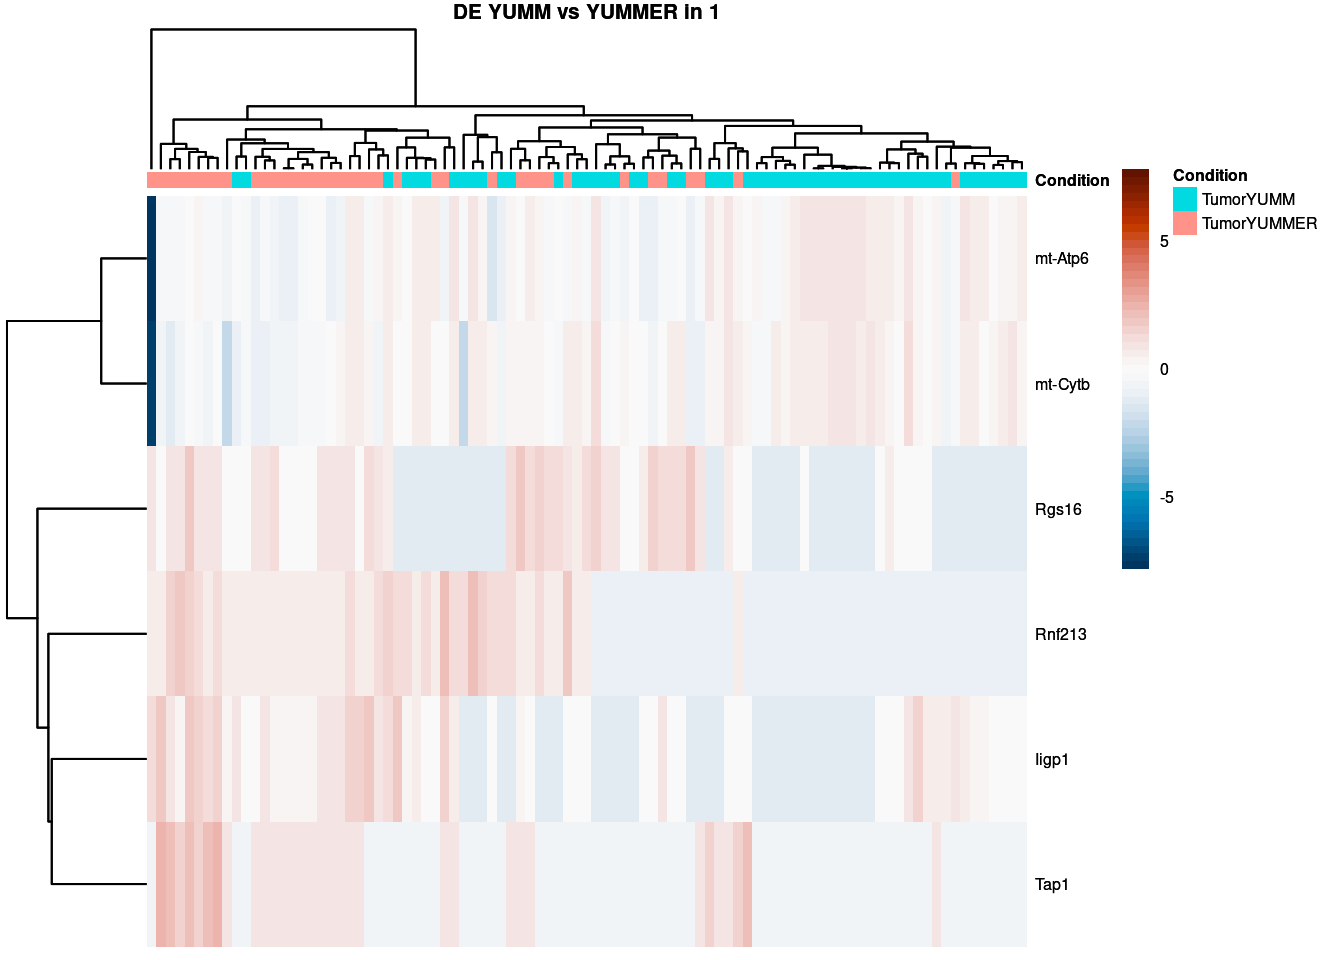 DE YUMM vs YUMMER in 1
Condition
Condition
TumorYUMM
TumorYUMMER
5
0
-5
mt-Atp6
mt-Cytb
Rgs16
Rnf213
Iigp1
Tap1